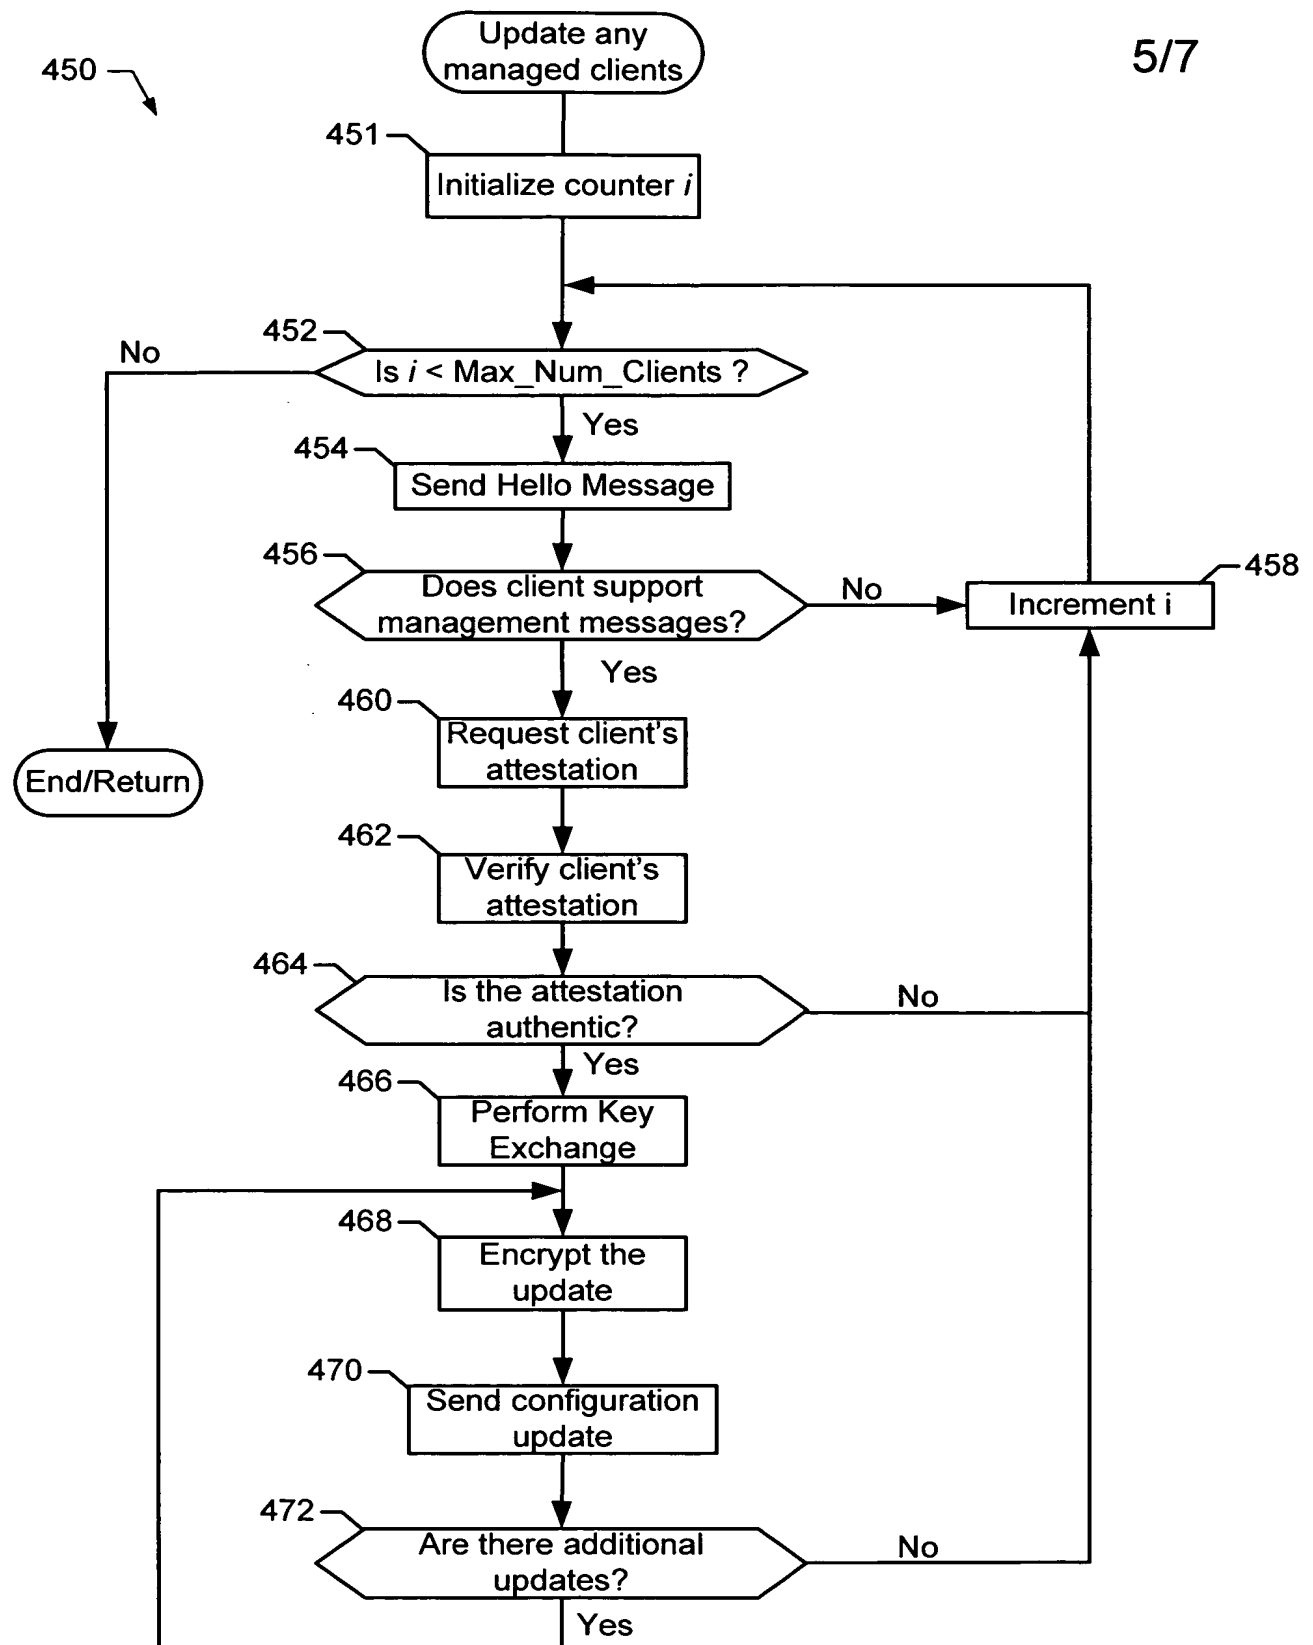 Update any
managed clients
5/7
450
451
Initialize counter i
452
No
Is i < Max_Num_Clients ?
Yes
454
Send Hello Message
456
Does client support
management messages?
No
458
Increment i
Yes
460
Request client's
attestation
End/Return
462
Verify client's
attestation
464
Is the attestation
authentic?
No
Yes
466
Perform Key
Exchange
468
Encrypt the
update
470
Send configuration
update
472
Are there additional
updates?
No
Yes